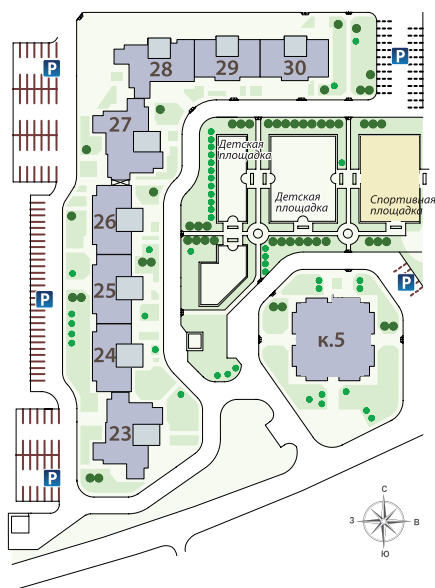 28
29
30
P
P
27
Детская
площадка
Детская
площадка
Спортивная
площадка
26
25
P
P
24
к.5
23
P
С
З
В
Ю